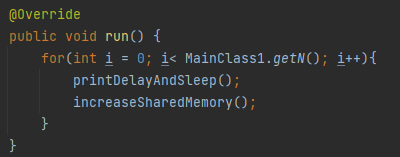 @Override
public void run() {
    for(int i = 0; i< MainClass1.getN(); i++){
        printDelayAndSleep();
        increaseSharedMemory();
    }
}